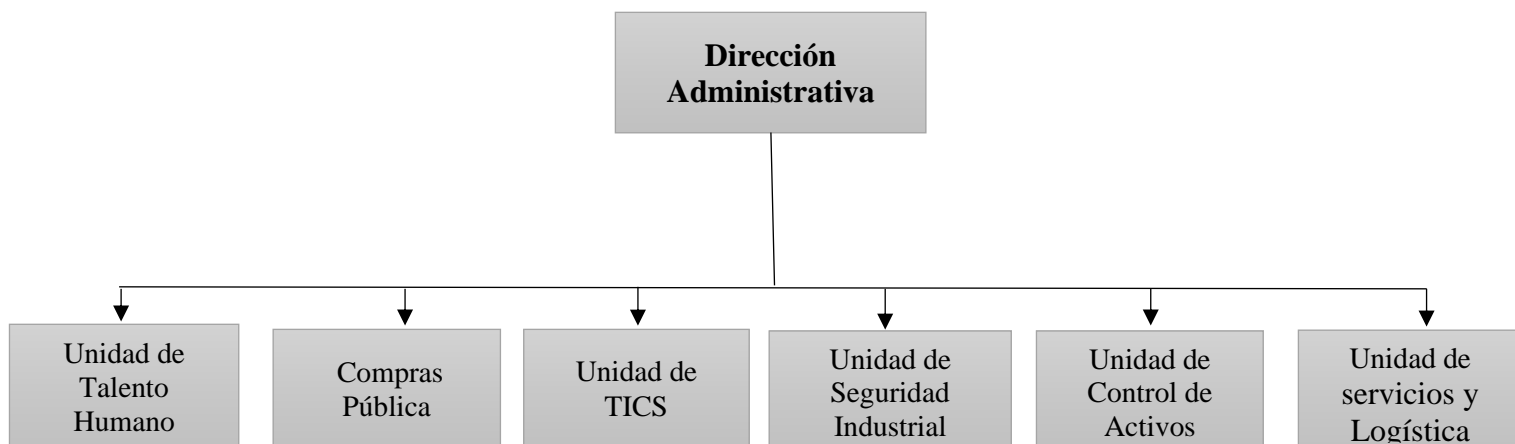 Dirección
Administrativa
Unidad de
Talento
Humano
Compras
Pública
Unidad de
TICS
Unidad de
Seguridad
Industrial
Unidad de
Control de
Activos
Unidad de
servicios y
Logística